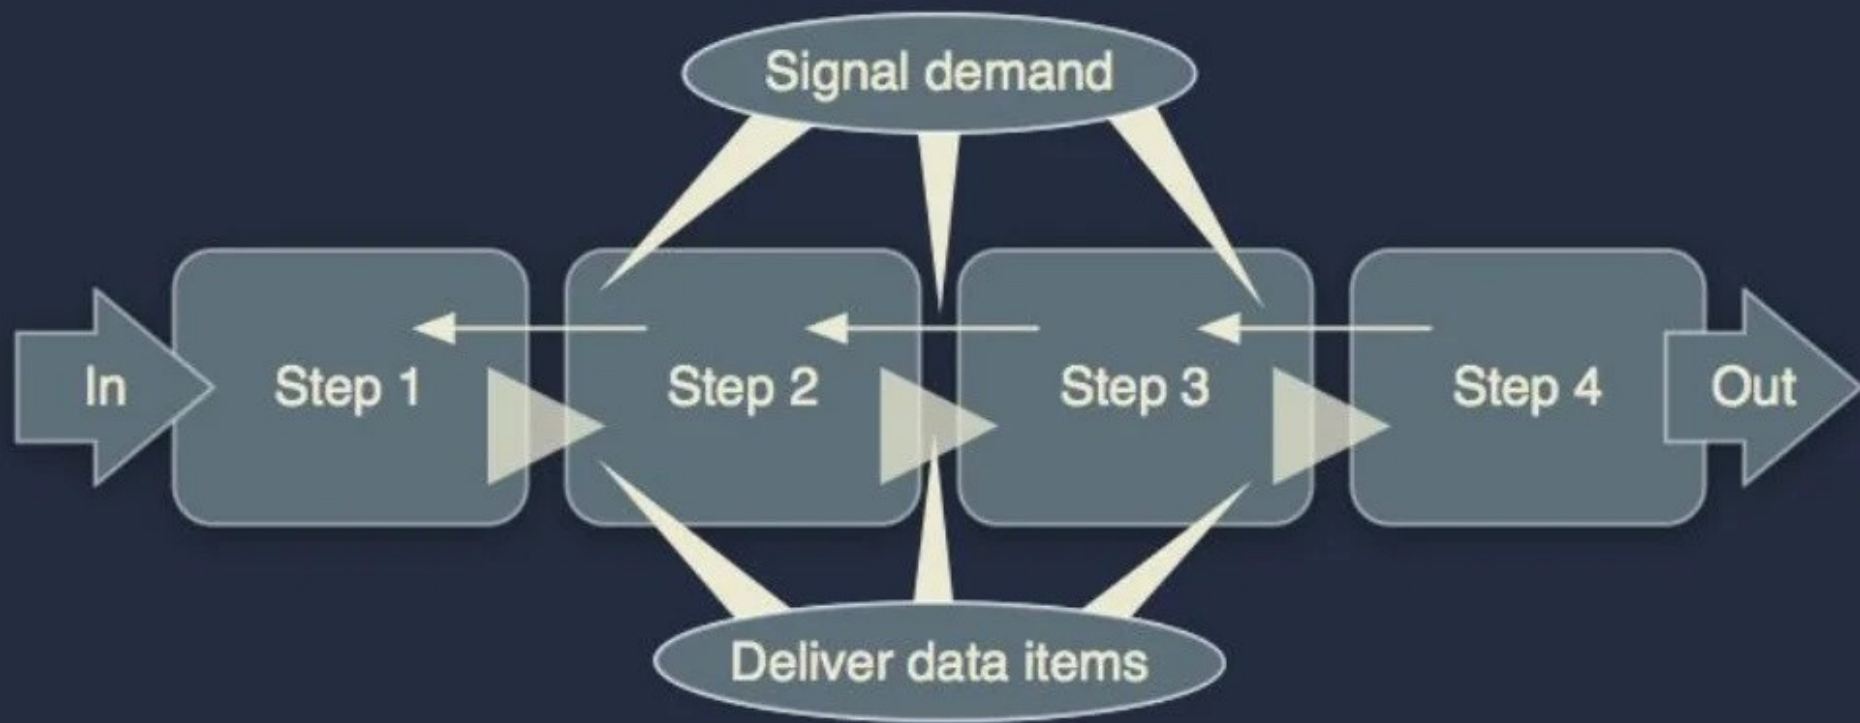 Signal demand
In
Step 1
Step 2
Step 3
Step 4
Out
Deliver data items